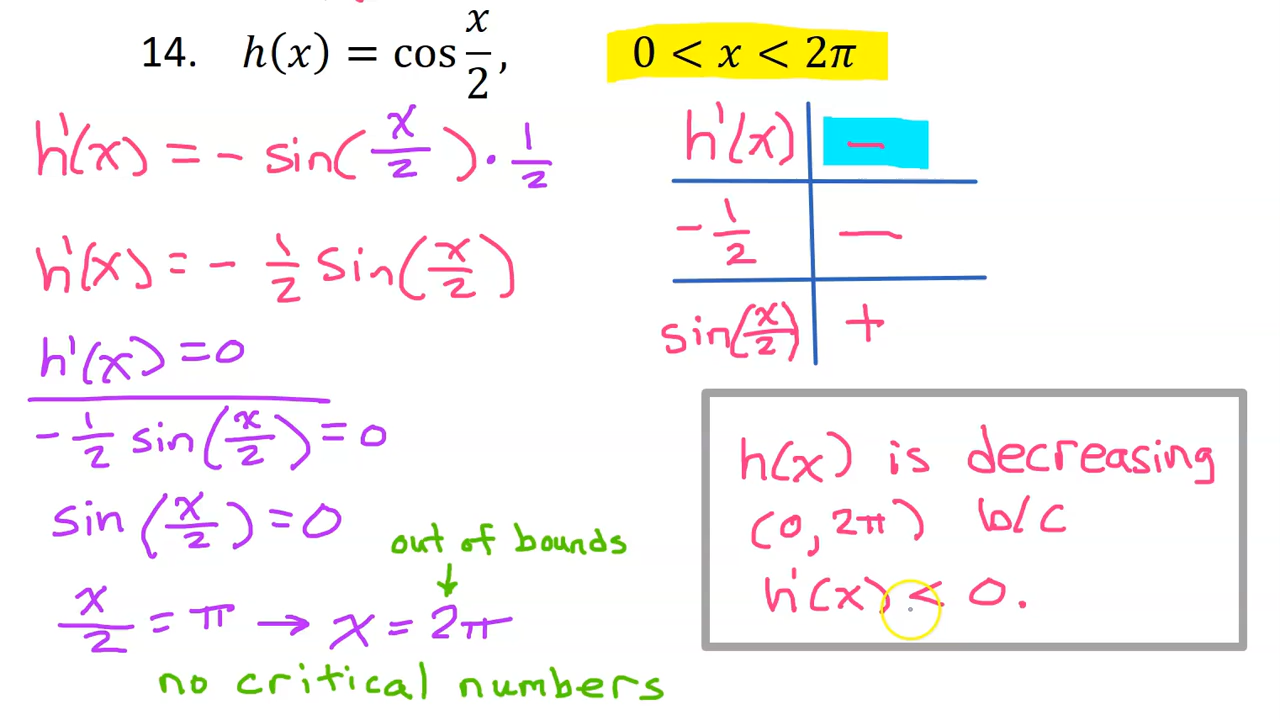 14. h(x) = cos x/2, 0 < x < 2π
h'(x) = - sin(x/2) · 1/2
h'(x) = - 1/2 sin(x/2)
h'(x) = 0
- 1/2 sin(x/2) = 0
sin(x/2) = 0
x/2 = π → x = 2π
out of bounds
no critical numbers
h'(x) | -
- 1/2 | -
sin(x/2) | +
h(x) is decreasing
(0, 2π) b/c
h'(x) < 0.